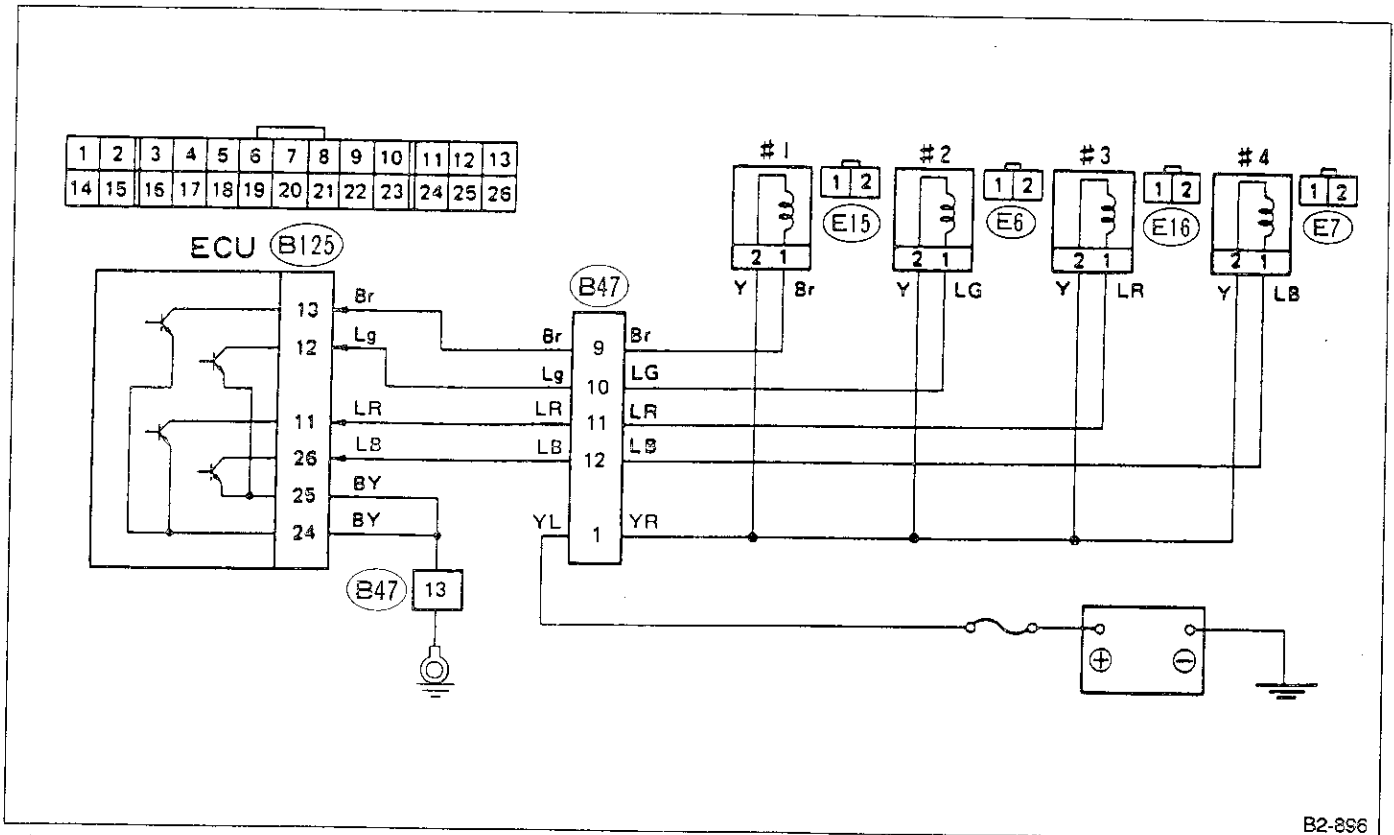 1 2 3 4 5 6 7 8 9 10 11 12 13
14 15 16 17 18 19 20 21 22 23 24 25 26
#1
1 2
E15
2 1
Y Br
#2
1 2
E6
2 1
Y LG
#3
1 2
E16
2 1
Y LR
#4
1 2
E7
2 1
Y LB
ECU B125
B47
13 Br Br 9 Br
12 Lg Lg 10 LG
11 LR LR 11 LR
26 LB LB 12 LB
25 BY
24 BY YL 1 YR
B47 13
+ −
B2-896